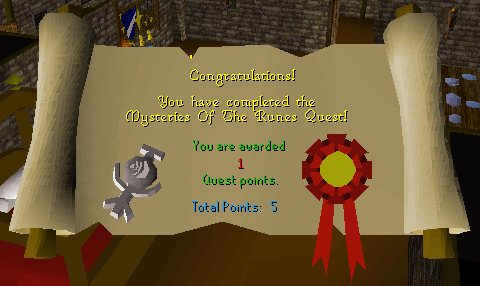 Congratulations!
You have completed the
Mysteries Of The Runes Quest!
You are awarded
1
Quest points.
Total Points: 5